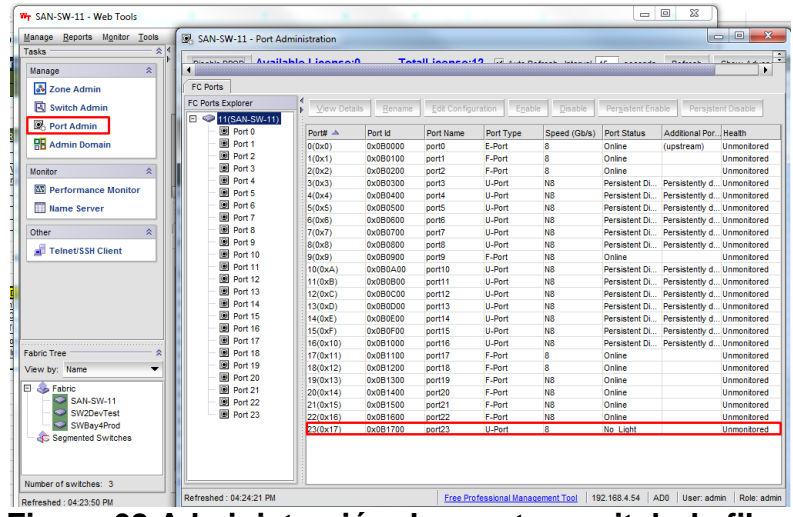 SAN-SW-11 - Web Tools
Manage Reports Monitor Tools
Tasks
Manage
Zone Admin
Switch Admin
Port Admin
Admin Domain
Monitor
Performance Monitor
Name Server
Other
Telnet/SSH Client
Fabric Tree
View by: Name
Fabric
SAN-SW-11
SW2DevTest
SWBay4Prod
Segmented Switches
Number of switches: 3
Refreshed : 04:23:50 PM
SAN-SW-11 - Port Administration
FC Ports
FC Ports Explorer
11(SAN-SW-11)
Port 0
Port 1
Port 2
Port 3
Port 4
Port 5
Port 6
Port 7
Port 8
Port 9
Port 10
Port 11
Port 12
Port 13
Port 14
Port 15
Port 16
Port 17
Port 18
Port 19
Port 20
Port 21
Port 22
Port 23
View Details Rename Edit Configuration Enable Disable Persistent Enable Persistent Disable
Port# Port Id Port Name Port Type Speed (Gb/s) Port Status Additional Por... Health
0(0x0) 0x0B0000 port0 E-Port 8 Online (upstream) Unmonitored
1(0x1) 0x0B0100 port1 F-Port 8 Online Unmonitored
2(0x2) 0x0B0200 port2 F-Port 8 Online Unmonitored
3(0x3) 0x0B0300 port3 U-Port N8 Persistent Di... Persistently d... Unmonitored
4(0x4) 0x0B0400 port4 U-Port N8 Persistent Di... Persistently d... Unmonitored
5(0x5) 0x0B0500 port5 U-Port N8 Persistent Di... Persistently d... Unmonitored
6(0x6) 0x0B0600 port6 U-Port N8 Persistent Di... Persistently d... Unmonitored
7(0x7) 0x0B0700 port7 U-Port N8 Persistent Di... Persistently d... Unmonitored
8(0x8) 0x0B0800 port8 U-Port N8 Persistent Di... Persistently d... Unmonitored
9(0x9) 0x0B0900 port9 F-Port N8 Online Unmonitored
10(0xA) 0x0B0A00 port10 U-Port N8 Persistent Di... Persistently d... Unmonitored
11(0xB) 0x0B0B00 port11 U-Port N8 Persistent Di... Persistently d... Unmonitored
12(0xC) 0x0B0C00 port12 U-Port N8 Persistent Di... Persistently d... Unmonitored
13(0xD) 0x0B0D00 port13 U-Port N8 Persistent Di... Persistently d... Unmonitored
14(0xE) 0x0B0E00 port14 U-Port N8 Persistent Di... Persistently d... Unmonitored
15(0xF) 0x0B0F00 port15 U-Port N8 Persistent Di... Persistently d... Unmonitored
16(0x10) 0x0B1000 port16 U-Port N8 Persistent Di... Persistently d... Unmonitored
17(0x11) 0x0B1100 port17 F-Port 8 Online Unmonitored
18(0x12) 0x0B1200 port18 F-Port 8 Online Unmonitored
19(0x13) 0x0B1300 port19 F-Port N8 Online Unmonitored
20(0x14) 0x0B1400 port20 F-Port N8 Online Unmonitored
21(0x15) 0x0B1500 port21 F-Port N8 Online Unmonitored
22(0x16) 0x0B1600 port22 F-Port N8 Online Unmonitored
23(0x17) 0x0B1700 port23 U-Port 8 No_Light Unmonitored
Refreshed : 04:24:21 PM Free Professional Management Tool 192.168.4.54 AD0 User: admin Role: admin